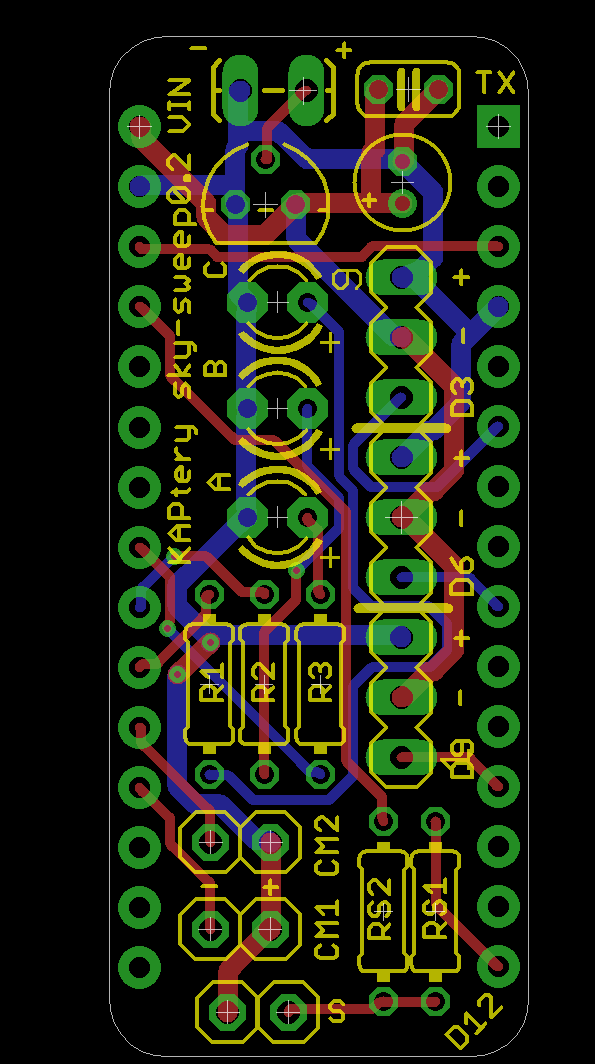 - +
TX
KAPtery sky-sweep0.2 VIN
- -
+
C
9
+
-
+
B
D3
+
+
A
-
+
D6
+
R1
R2
R3
-
D9
CM2
- +
CM1
RS2
RS1
S
D12